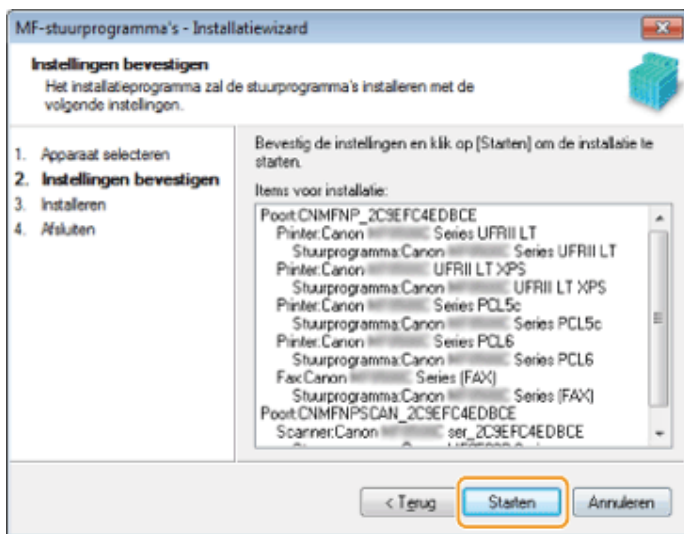 MF-stuurprogramma's - Installatiewizard
Instellingen bevestigen
Het installatieprogramma zal de stuurprogramma's installeren met de
volgende instellingen.
1. Apparaat selecteren
2. Instellingen bevestigen
3. Installeren
4. Afsluiten
Bevestig de instellingen en klik op [Starten] om de installatie te
starten.
Items voor installatie:
Poort:CNMFNP_2C9EFC4EDBCE
Printer:Canon Series UFRII LT
Stuurprogramma:Canon Series UFRII LT
Printer:Canon UFRII LT XPS
Stuurprogramma:Canon UFRII LT XPS
Printer:Canon Series PCL5c
Stuurprogramma:Canon Series PCL5c
Printer:Canon Series PCL6
Stuurprogramma:Canon Series PCL6
Fax:Canon Series (FAX)
Stuurprogramma:Canon Series (FAX)
Poort:CNMFNPSCAN_2C9EFC4EDBCE
Scanner:Canon ser_2C9EFC4EDBCE
< Terug
Starten
Annuleren